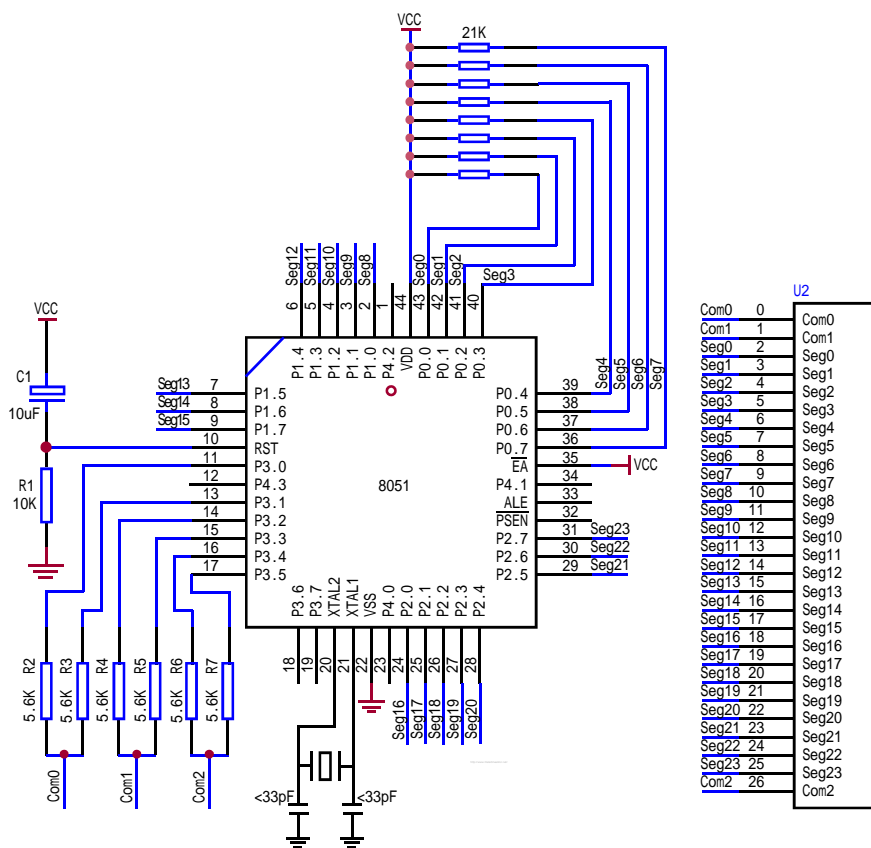 VCC
21K
Seg12
Seg11
Seg10
Seg9
Seg8
Seg0
Seg1
Seg2
Seg3
6
5
4
3
2
1
44
43
42
41
40
P1.4
P1.3
P1.2
P1.1
P1.0
P4.2
VDD
P0.0
P0.1
P0.2
P0.3
Seg4
Seg5
Seg6
Seg7
VCC
C1
10uF
R1
10K
Seg13 7 P1.5
Seg14 8 P1.6
Seg15 9 P1.7
10 RST
11 P3.0
12 P4.3
13 P3.1
14 P3.2
15 P3.3
16 P3.4
17 P3.5
8051
P0.4 39
P0.5 38
P0.6 37
P0.7 36
EA 35 VCC
P4.1 34
ALE 33
PSEN 32
P2.7 31 Seg23
P2.6 30 Seg22
P2.5 29 Seg21
P3.6
P3.7
XTAL2
XTAL1
VSS
P4.0
P2.0
P2.1
P2.2
P2.3
P2.4
18
19
20
21
22
23
24
25
26
27
28
Seg16
Seg17
Seg18
Seg19
Seg20
5.6K R2
5.6K R3
5.6K R4
5.6K R5
5.6K R6
5.6K R7
Com0
Com1
Com2
<33pF
<33pF
U2
Com0 0 Com0
Com1 1 Com1
Seg0 2 Seg0
Seg1 3 Seg1
Seg2 4 Seg2
Seg3 5 Seg3
Seg4 6 Seg4
Seg5 7 Seg5
Seg6 8 Seg6
Seg7 9 Seg7
Seg8 10 Seg8
Seg9 11 Seg9
Seg10 12 Seg10
Seg11 13 Seg11
Seg12 14 Seg12
Seg13 15 Seg13
Seg14 16 Seg14
Seg15 17 Seg15
Seg16 18 Seg16
Seg17 19 Seg17
Seg18 20 Seg18
Seg19 21 Seg19
Seg20 22 Seg20
Seg21 23 Seg21
Seg22 24 Seg22
Seg23 25 Seg23
Com2 26 Com2